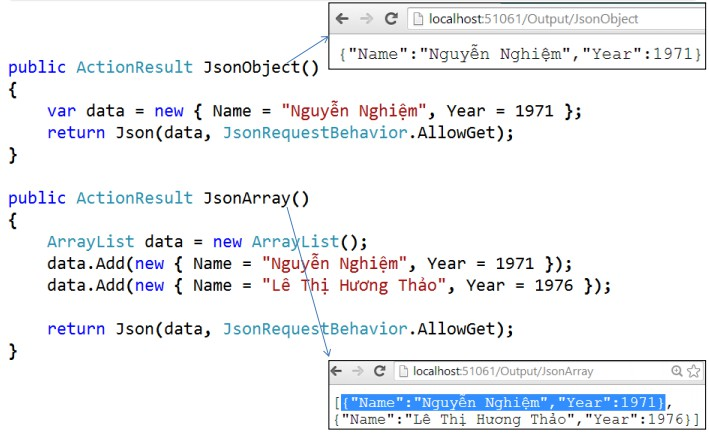 localhost:51061/Output/JsonObject
{"Name":"Nguyễn Nghiệm","Year":1971}
public ActionResult JsonObject()
{
var data = new { Name = "Nguyễn Nghiệm", Year = 1971 };
return Json(data, JsonRequestBehavior.AllowGet);
}
public ActionResult JsonArray()
{
ArrayList data = new ArrayList();
data.Add(new { Name = "Nguyễn Nghiệm", Year = 1971 });
data.Add(new { Name = "Lê Thị Hương Thảo", Year = 1976 });
return Json(data, JsonRequestBehavior.AllowGet);
}
localhost:51061/Output/JsonArray
[{"Name":"Nguyễn Nghiệm","Year":1971},
{"Name":"Lê Thị Hương Thảo","Year":1976}]